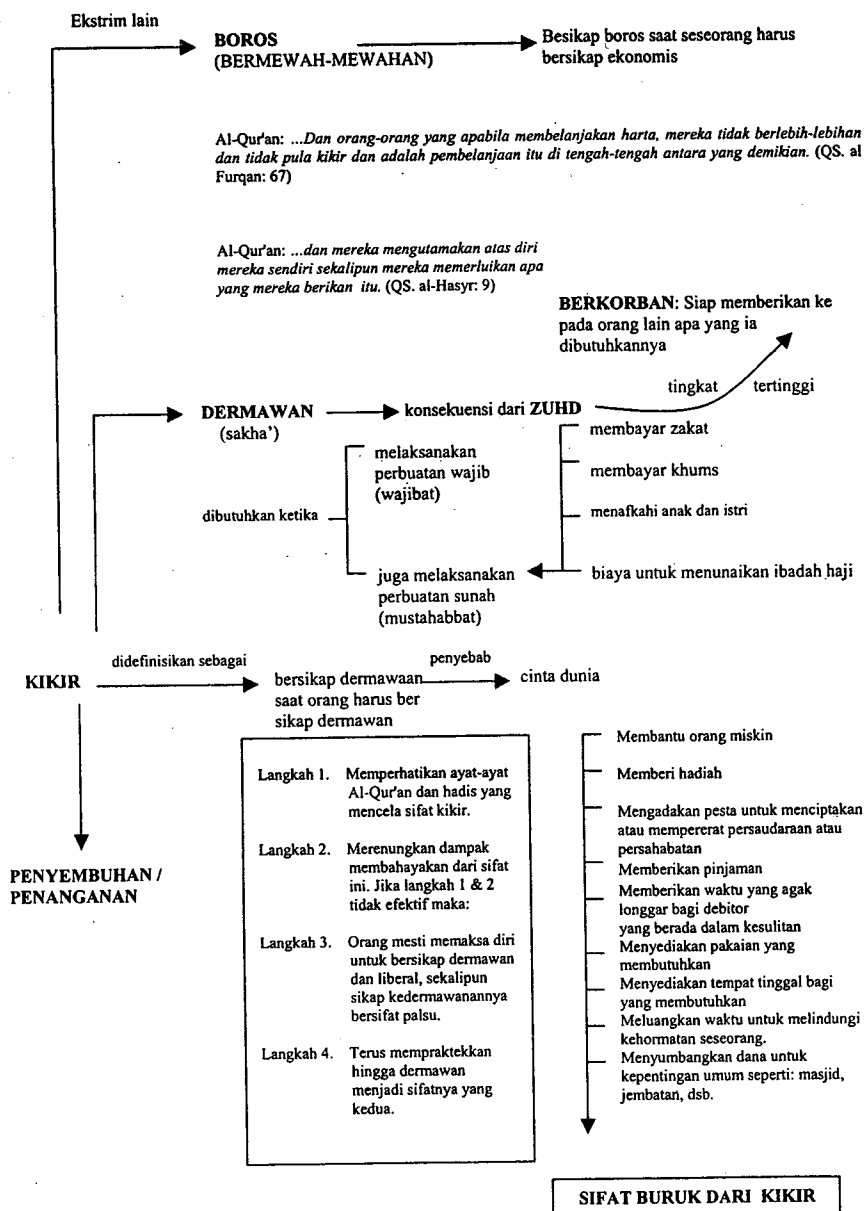 Ekstrim lain
BOROS
(BERMEWAH-MEWAHAN)
Besikap boros saat seseorang harus
bersikap ekonomis
Al-Qur'an: ...Dan orang-orang yang apabila membelanjakan harta, mereka tidak berlebih-lebihan
dan tidak pula kikir dan adalah pembelanjaan itu di tengah-tengah antara yang demikian. (QS. al
Furqan: 67)
Al-Qur'an: ...dan mereka mengutamakan atas diri
mereka sendiri sekalipun mereka memerluikan apa
yang mereka berikan itu. (QS. al-Hasyr: 9)
BERKORBAN: Siap memberikan ke
pada orang lain apa yang ia
dibutuhkannya
tingkat tertinggi
DERMAWAN
(sakha')
konsekuensi dari ZUHD
dibutuhkan ketika
melaksanakan
perbuatan wajib
(wajibat)
juga melaksanakan
perbuatan sunah
(mustahabbat)
membayar zakat
membayar khums
menafkahi anak dan istri
biaya untuk menunaikan ibadah haji
KIKIR
didefinisikan sebagai
bersikap dermawaan
saat orang harus ber
sikap dermawan
penyebab
cinta dunia
PENYEMBUHAN /
PENANGANAN
Langkah 1. Memperhatikan ayat-ayat
Al-Qur'an dan hadis yang
mencela sifat kikir.
Langkah 2. Merenungkan dampak
membahayakan dari sifat
ini. Jika langkah 1 & 2
tidak efektif maka:
Langkah 3. Orang mesti memaksa diri
untuk bersikap dermawan
dan liberal, sekalipun
sikap kedermawanannya
bersifat palsu.
Langkah 4. Terus mempraktekkan
hingga dermawan
menjadi sifatnya yang
kedua.
Membantu orang miskin
Memberi hadiah
Mengadakan pesta untuk menciptakan
atau mempererat persaudaraan atau
persahabatan
Memberikan pinjaman
Memberikan waktu yang agak
longgar bagi debitor
yang berada dalam kesulitan
Menyediakan pakaian yang
membutuhkan
Menyediakan tempat tinggal bagi
yang membutuhkan
Meluangkan waktu untuk melindungi
kehormatan seseorang.
Menyumbangkan dana untuk
kepentingan umum seperti: masjid,
jembatan, dsb.
SIFAT BURUK DARI KIKIR